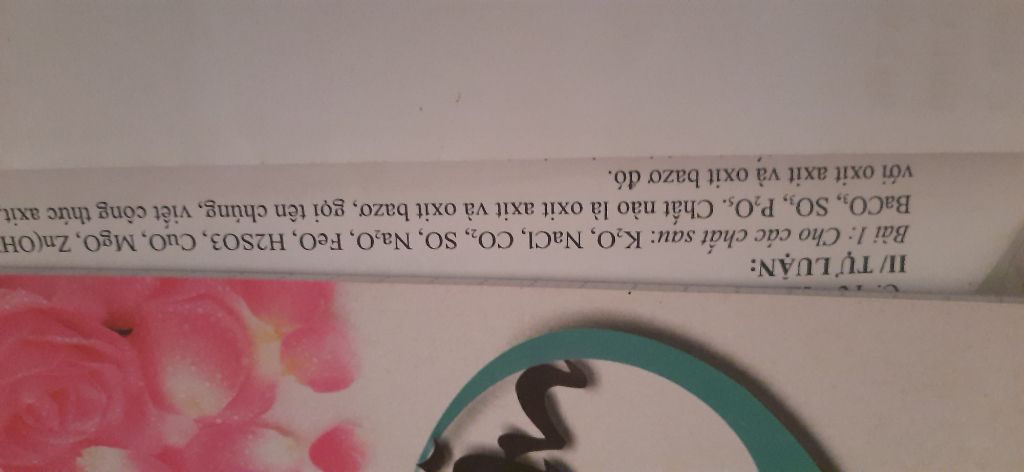 II/ TỰ LUẬN:
Bài 1: Cho các chất sau: K₂O, NaCl, CO₂, SO, Na₂O, FeO, H2SO3, CuO, MgO, Zn(OH
BaCO₃, SO₃, P₂O₅. Chất nào là oxit axit và oxit bazơ, gọi tên chúng, viết công thức axit,
với oxit axit và oxit bazơ đó.